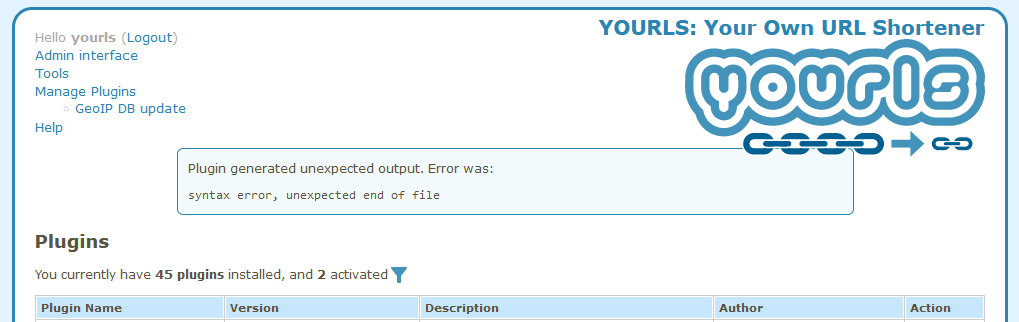 YOURLS: Your Own URL Shortener
yourls
Hello yourls (Logout)
Admin interface
Tools
Manage Plugins
GeoIP DB update
Help
Plugin generated unexpected output. Error was:
syntax error, unexpected end of file
Plugins
You currently have 45 plugins installed, and 2 activated
Plugin Name Version Description Author Action